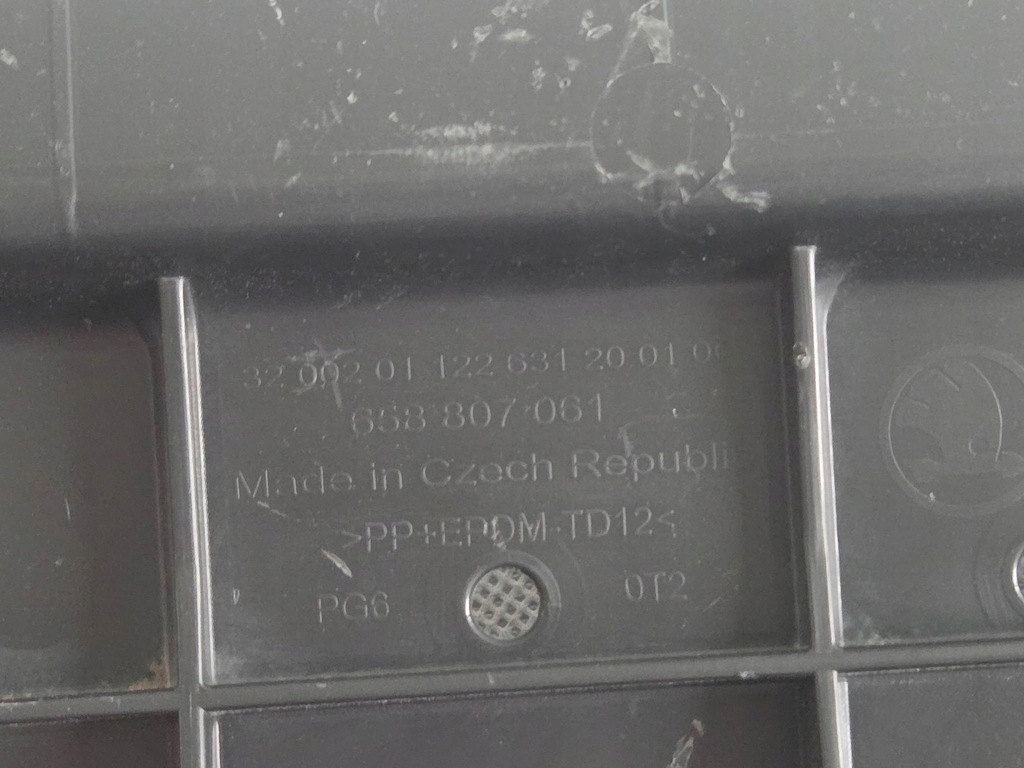 32 002 01 122 631 20 01 0
658 807 061
Made in Czech Republi
>PP+EPDM-TD12<
PG6 0T2